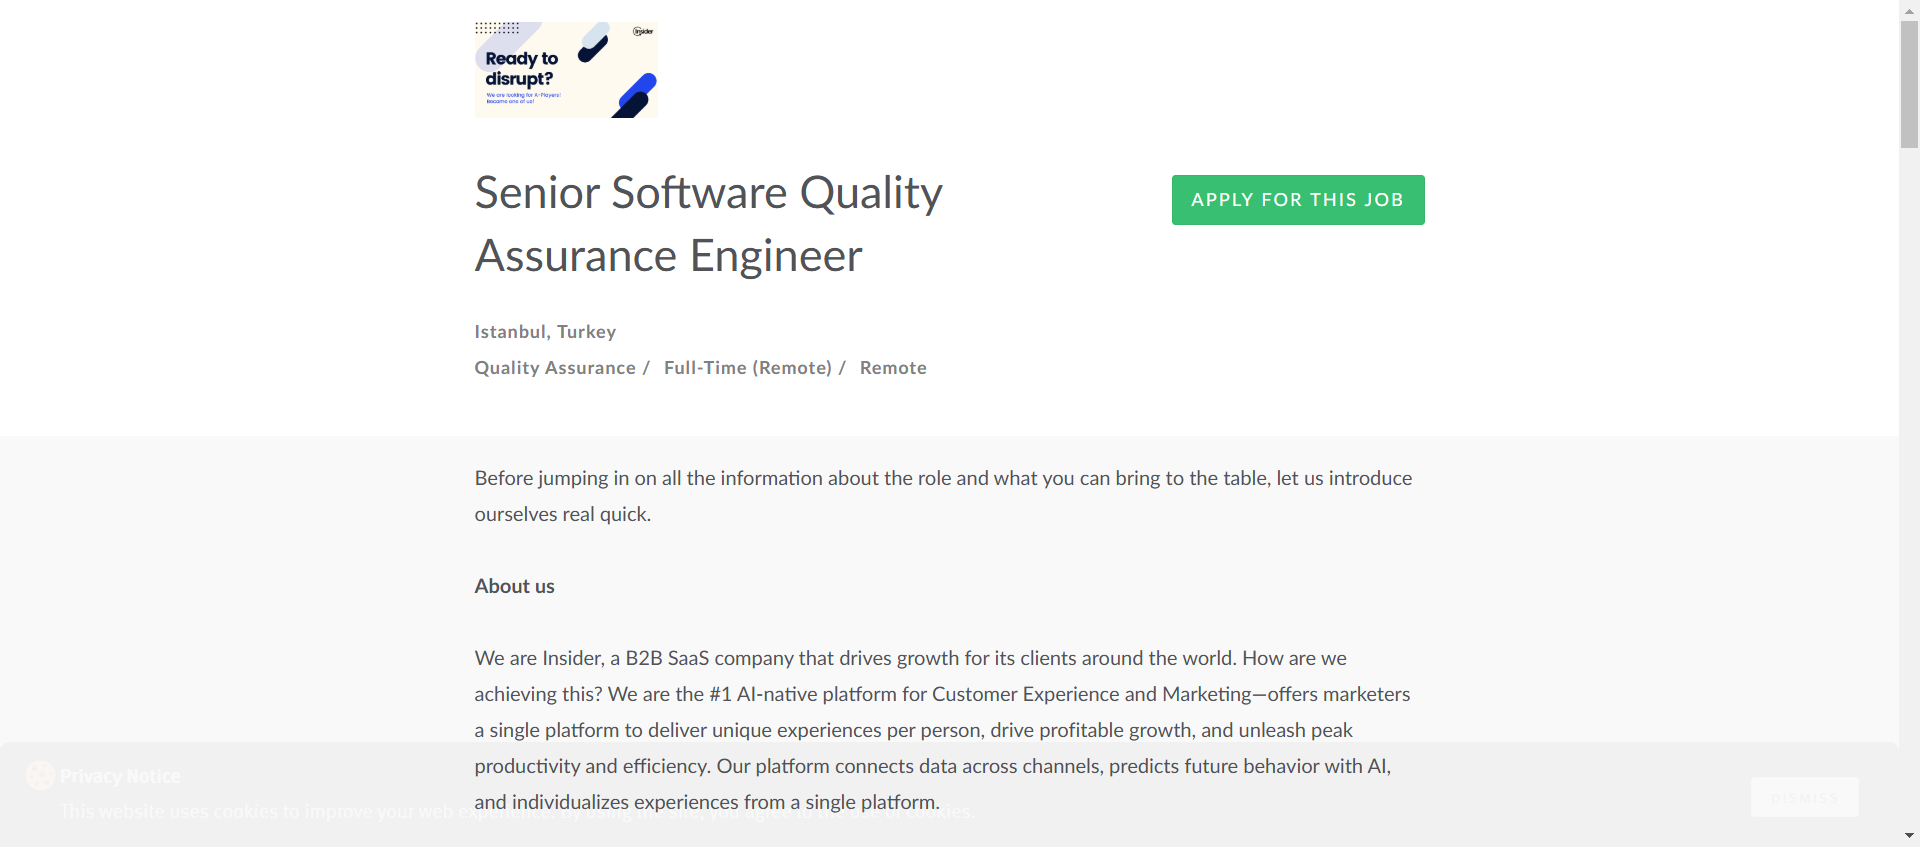 Insider
Ready to
disrupt?
We are looking for A-Players!
Become one of us!
Senior Software Quality
Assurance Engineer
APPLY FOR THIS JOB
Istanbul, Turkey
Quality Assurance / Full-Time (Remote) / Remote
Before jumping in on all the information about the role and what you can bring to the table, let us introduce
ourselves real quick.
About us
We are Insider, a B2B SaaS company that drives growth for its clients around the world. How are we
achieving this? We are the #1 AI-native platform for Customer Experience and Marketing—offers marketers
a single platform to deliver unique experiences per person, drive profitable growth, and unleash peak
productivity and efficiency. Our platform connects data across channels, predicts future behavior with AI,
and individualizes experiences from a single platform.
Privacy Notice
This website uses cookies to improve your web experience. By using the site, you agree to the use of cookies.
DISMISS